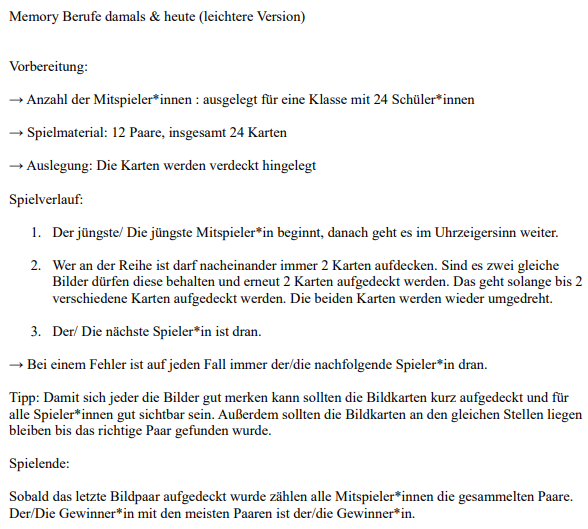 Memory Berufe damals & heute (leichtere Version)
Vorbereitung:
→ Anzahl der Mitspieler*innen : ausgelegt für eine Klasse mit 24 Schüler*innen
→ Spielmaterial: 12 Paare, insgesamt 24 Karten
→ Auslegung: Die Karten werden verdeckt hingelegt
Spielverlauf:
1. Der jüngste/ Die jüngste Mitspieler*in beginnt, danach geht es im Uhrzeigersinn weiter.
2. Wer an der Reihe ist darf nacheinander immer 2 Karten aufdecken. Sind es zwei gleiche
Bilder dürfen diese behalten und erneut 2 Karten aufgedeckt werden. Das geht solange bis 2
verschiedene Karten aufgedeckt werden. Die beiden Karten werden wieder umgedreht.
3. Der/ Die nächste Spieler*in ist dran.
→ Bei einem Fehler ist auf jeden Fall immer der/die nachfolgende Spieler*in dran.
Tipp: Damit sich jeder die Bilder gut merken kann sollten die Bildkarten kurz aufgedeckt und für
alle Spieler*innen gut sichtbar sein. Außerdem sollten die Bildkarten an den gleichen Stellen liegen
bleiben bis das richtige Paar gefunden wurde.
Spielende:
Sobald das letzte Bildpaar aufgedeckt wurde zählen alle Mitspieler*innen die gesammelten Paare.
Der/Die Gewinner*in mit den meisten Paaren ist der/die Gewinner*in.